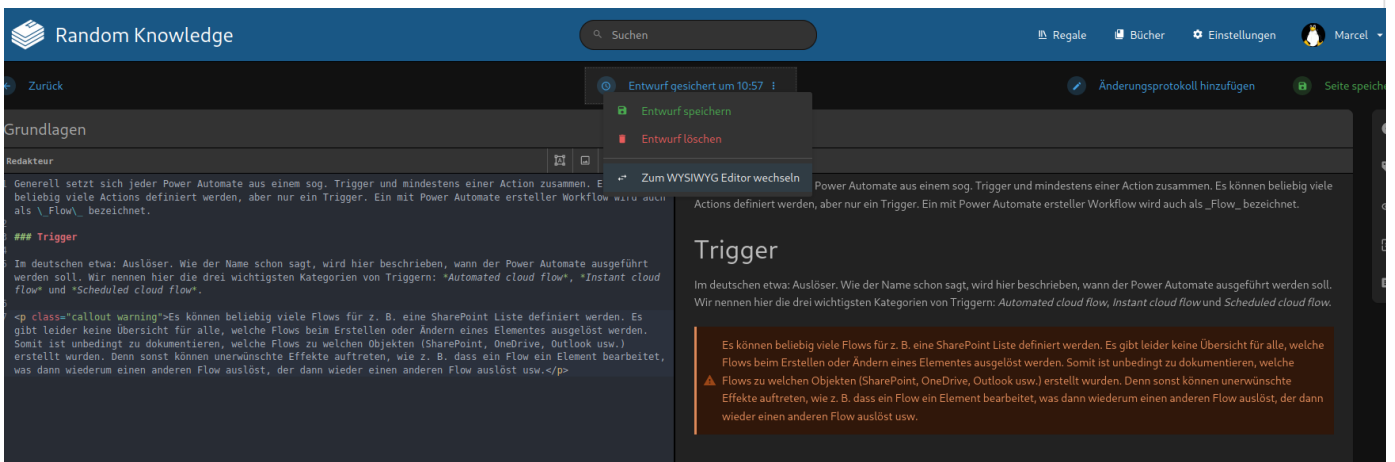 Random Knowledge
Suchen
Regale
Bücher
Einstellungen
Marcel
Zurück
Entwurf gesichert um 10:57
Änderungsprotokoll hinzufügen
Seite speiche
Entwurf speichern
Entwurf löschen
Zum WYSIWYG Editor wechseln
Grundlagen
Redakteur
Generell setzt sich jeder Power Automate aus einem sog. Trigger und mindestens einer Action zusammen. E
beliebig viele Actions definiert werden, aber nur ein Trigger. Ein mit Power Automate ersteller Workflow wird auch
als \_Flow\_ bezeichnet.
### Trigger
Im deutschen etwa: Auslöser. Wie der Name schon sagt, wird hier beschrieben, wann der Power Automate ausgeführt
werden soll. Wir nennen hier die drei wichtigsten Kategorien von Triggern: *Automated cloud flow*, *Instant cloud
flow* und *Scheduled cloud flow*.
<p class="callout warning">Es können beliebig viele Flows für z. B. eine SharePoint Liste definiert werden. Es
gibt leider keine Übersicht für alle, welche Flows beim Erstellen oder Ändern eines Elementes ausgelöst werden.
Somit ist unbedingt zu dokumentieren, welche Flows zu welchen Objekten (SharePoint, OneDrive, Outlook usw.)
erstellt wurden. Denn sonst können unerwünschte Effekte auftreten, wie z. B. dass ein Flow ein Element bearbeitet,
was dann wiederum einen anderen Flow auslöst, der dann wieder einen anderen Flow auslöst usw.</p>
Power Automate aus einem sog. Trigger und mindestens einer Action zusammen. Es können beliebig viele
Actions definiert werden, aber nur ein Trigger. Ein mit Power Automate ersteller Workflow wird auch als _Flow_ bezeichnet.
Trigger
Im deutschen etwa: Auslöser. Wie der Name schon sagt, wird hier beschrieben, wann der Power Automate ausgeführt werden soll.
Wir nennen hier die drei wichtigsten Kategorien von Triggern: Automated cloud flow, Instant cloud flow und Scheduled cloud flow.
Es können beliebig viele Flows für z. B. eine SharePoint Liste definiert werden. Es gibt leider keine Übersicht für alle, welche
Flows beim Erstellen oder Ändern eines Elementes ausgelöst werden. Somit ist unbedingt zu dokumentieren, welche
Flows zu welchen Objekten (SharePoint, OneDrive, Outlook usw.) erstellt wurden. Denn sonst können unerwünschte
Effekte auftreten, wie z. B. dass ein Flow ein Element bearbeitet, was dann wiederum einen anderen Flow auslöst, der dann
wieder einen anderen Flow auslöst usw.